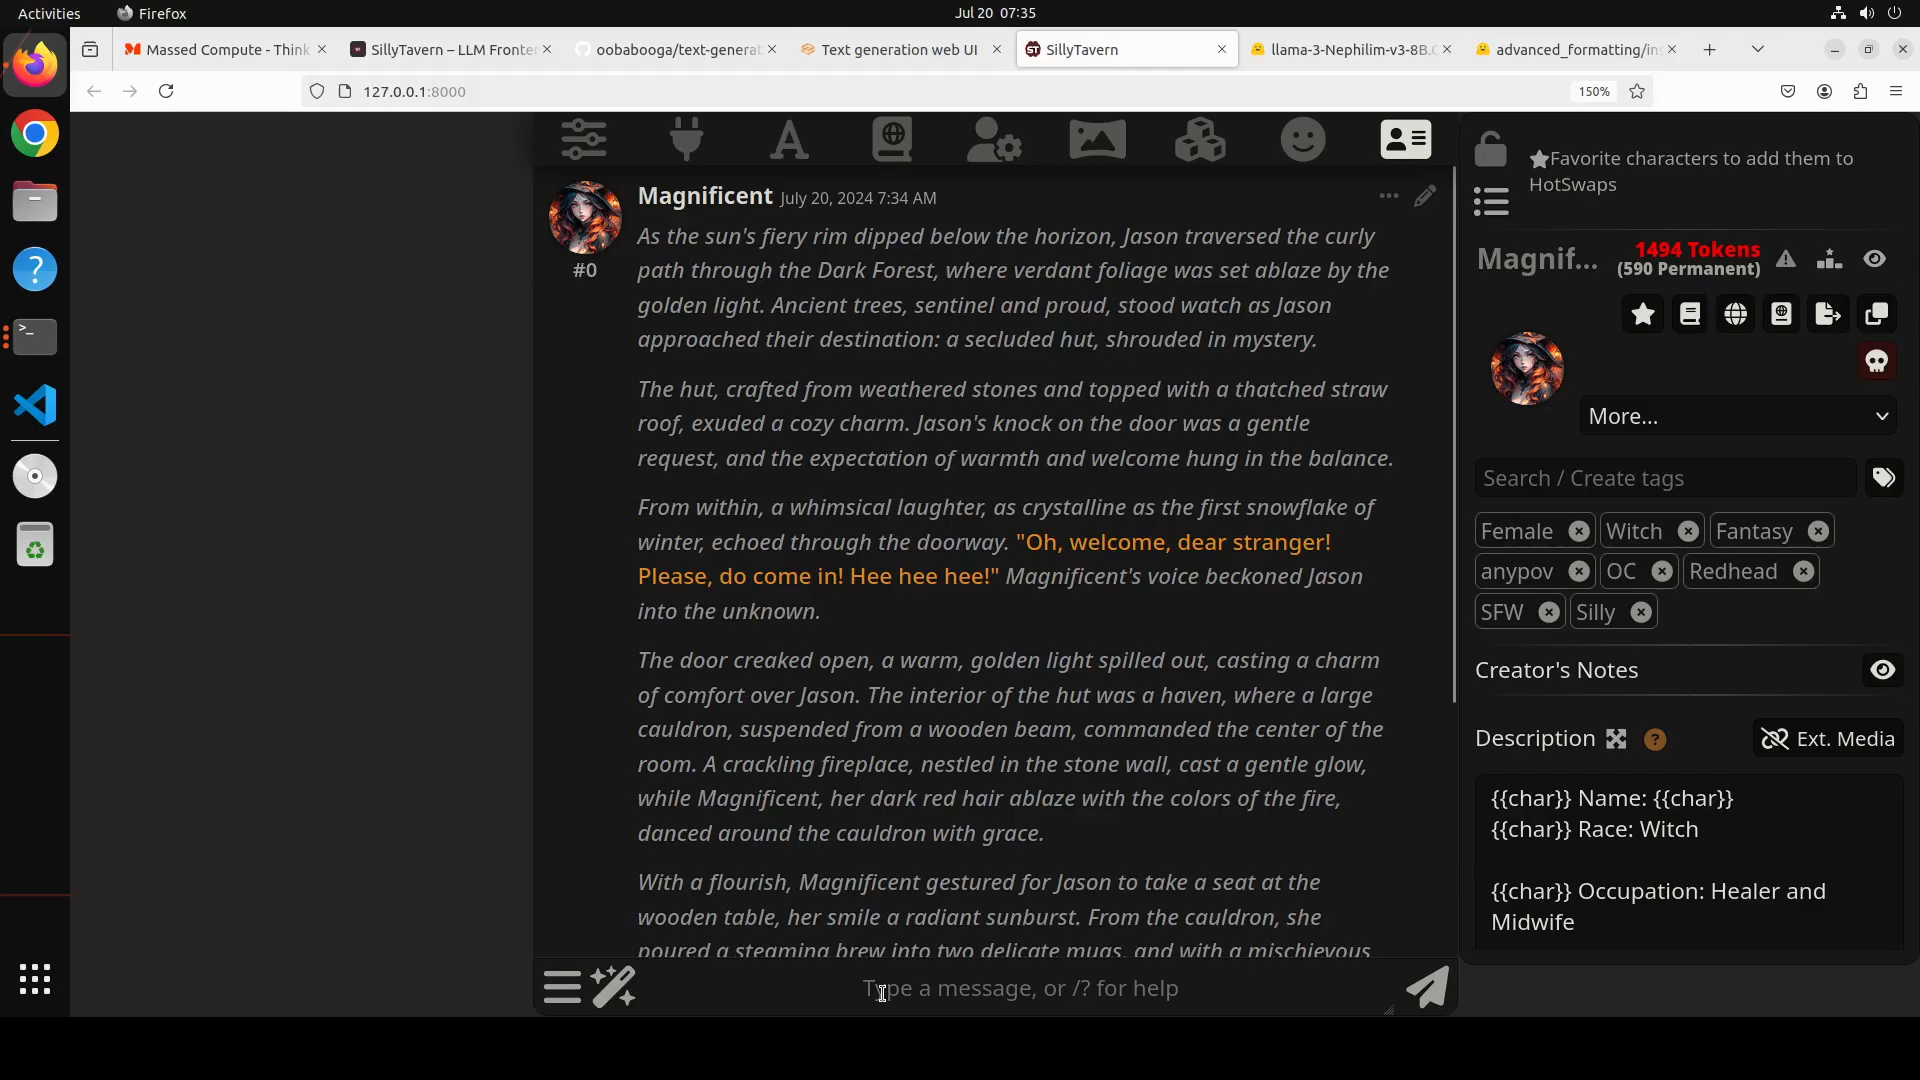 Activities Firefox Jul 20 07:35
Massed Compute - Think SillyTavern – LLM Fronte oobabooga/text-generat Text generation web UI SillyTavern llama-3-Nephilim-v3-8B. advanced_formatting/in
127.0.0.1:8000 150%
Magnificent July 20, 2024 7:34 AM
#0
As the sun's fiery rim dipped below the horizon, Jason traversed the curly
path through the Dark Forest, where verdant foliage was set ablaze by the
golden light. Ancient trees, sentinel and proud, stood watch as Jason
approached their destination: a secluded hut, shrouded in mystery.
The hut, crafted from weathered stones and topped with a thatched straw
roof, exuded a cozy charm. Jason's knock on the door was a gentle
request, and the expectation of warmth and welcome hung in the balance.
From within, a whimsical laughter, as crystalline as the first snowflake of
winter, echoed through the doorway. "Oh, welcome, dear stranger!
Please, do come in! Hee hee hee!" Magnificent's voice beckoned Jason
into the unknown.
The door creaked open, a warm, golden light spilled out, casting a charm
of comfort over Jason. The interior of the hut was a haven, where a large
cauldron, suspended from a wooden beam, commanded the center of the
room. A crackling fireplace, nestled in the stone wall, cast a gentle glow,
while Magnificent, her dark red hair ablaze with the colors of the fire,
danced around the cauldron with grace.
With a flourish, Magnificent gestured for Jason to take a seat at the
wooden table, her smile a radiant sunburst. From the cauldron, she
poured a steaming brew into two delicate mugs, and with a mischievous
Type a message, or /? for help
Favorite characters to add them to
HotSwaps
Magnif... 1494 Tokens
(590 Permanent)
More...
Search / Create tags
Female Witch Fantasy
anypov OC Redhead
SFW Silly
Creator's Notes
Description Ext. Media
{{char}} Name: {{char}}
{{char}} Race: Witch
{{char}} Occupation: Healer and
Midwife